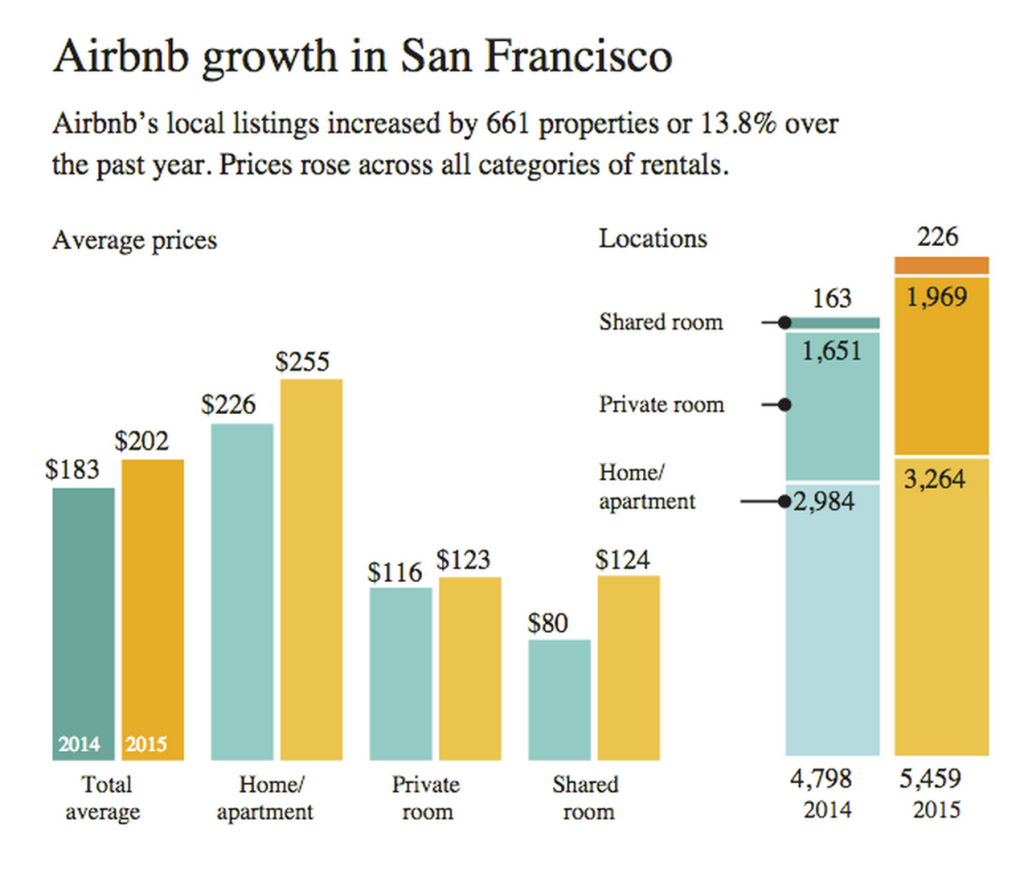 Airbnb growth in San Francisco
Airbnb’s local listings increased by 661 properties or 13.8% over
the past year. Prices rose across all categories of rentals.
Average prices
$183
$202
$226
$255
$116
$123
$80
$124
2014
2015
Total
average
Home/
apartment
Private
room
Shared
room
Locations
Shared room
Private room
Home/
apartment
163
1,651
2,984
4,798
2014
226
1,969
3,264
5,459
2015